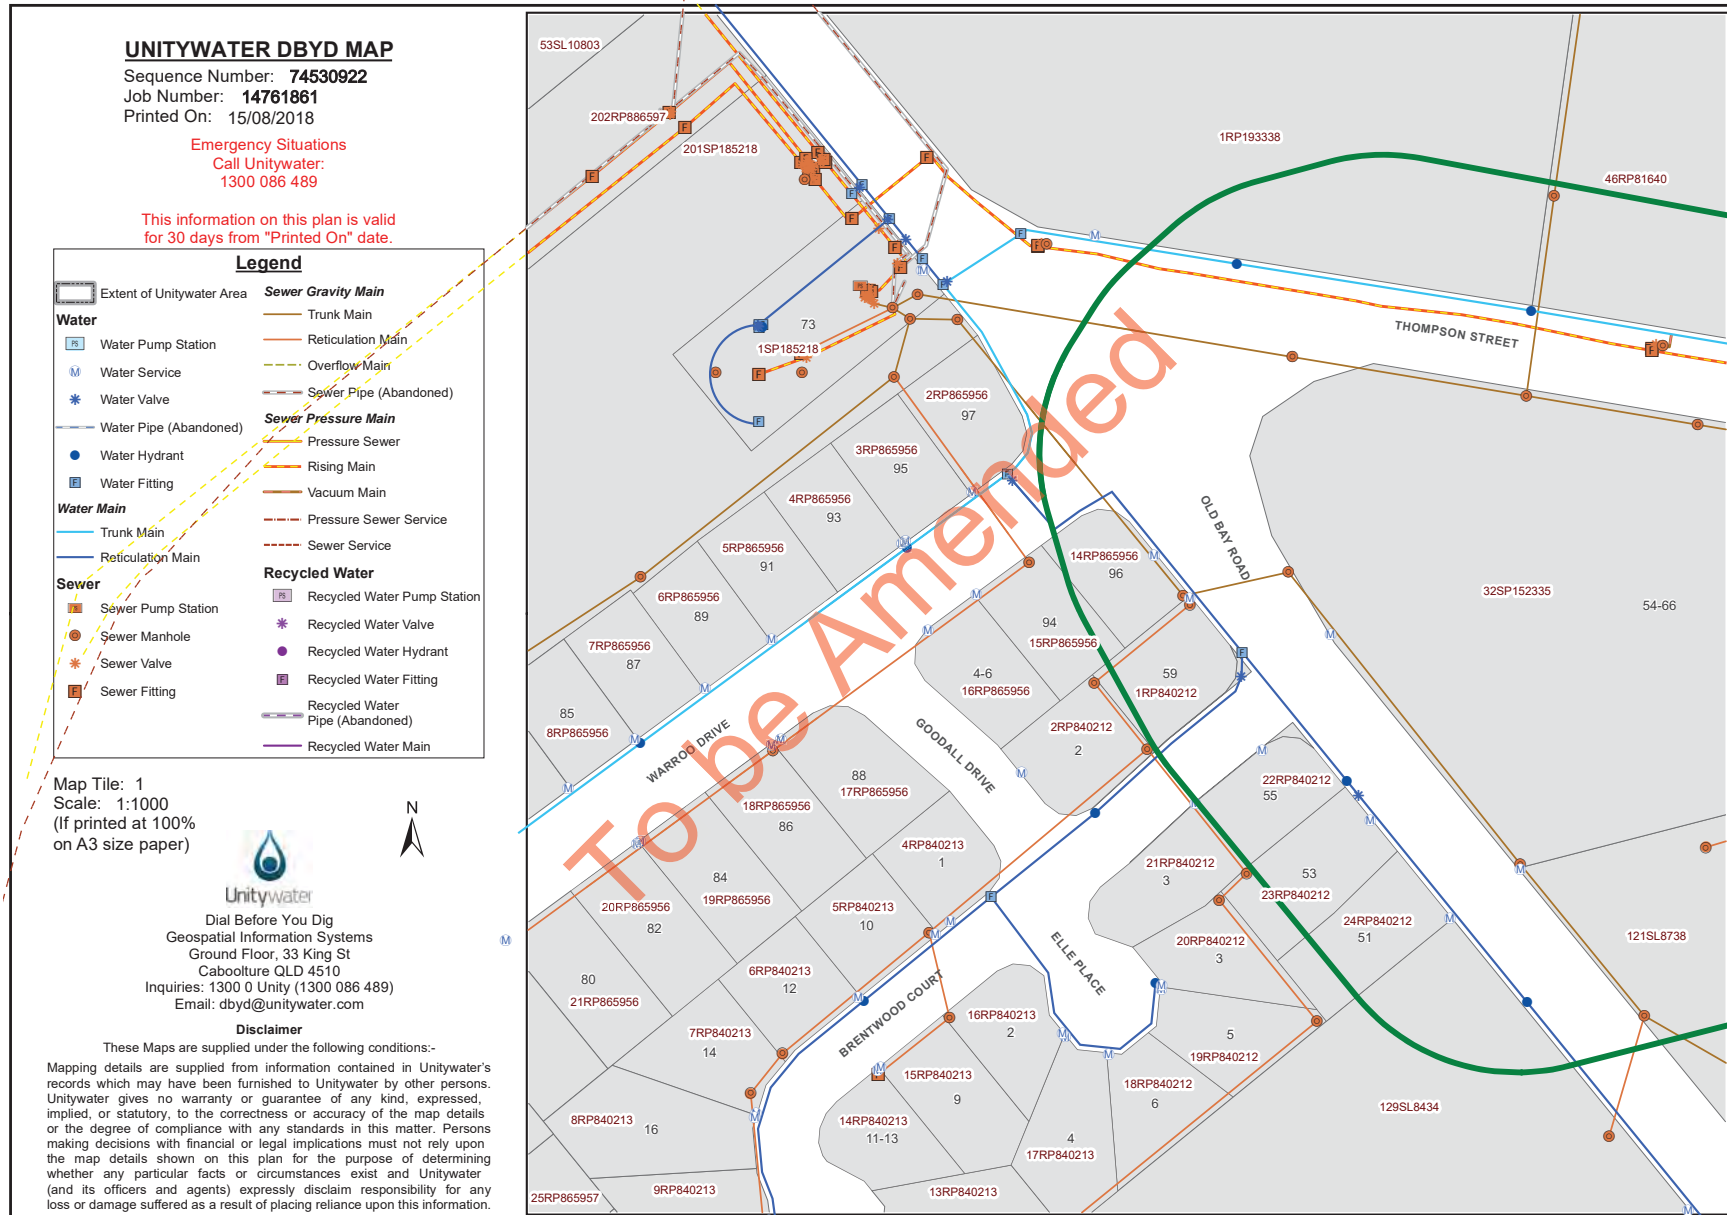 UNITYWATER DBYD MAP
Sequence Number: 74530922
Job Number: 14761861
Printed On: 15/08/2018
Emergency Situations
Call Unitywater:
1300 086 489
This information on this plan is valid
for 30 days from "Printed On" date.
Legend
Extent of Unitywater Area
Water
PS Water Pump Station
M Water Service
Water Valve
Water Pipe (Abandoned)
Water Hydrant
F Water Fitting
Water Main
Trunk Main
Reticulation Main
Sewer
Sewer Pump Station
Sewer Manhole
Sewer Valve
F Sewer Fitting
Sewer Gravity Main
Trunk Main
Reticulation Main
Overflow Main
Sewer Pipe (Abandoned)
Sewer Pressure Main
Pressure Sewer
Rising Main
Vacuum Main
Pressure Sewer Service
Sewer Service
Recycled Water
PS Recycled Water Pump Station
Recycled Water Valve
Recycled Water Hydrant
F Recycled Water Fitting
Recycled Water
Pipe (Abandoned)
Recycled Water Main
Map Tile: 1
Scale: 1:1000
(If printed at 100%
on A3 size paper)
N
Unitywater
Dial Before You Dig
Geospatial Information Systems
Ground Floor, 33 King St
Caboolture QLD 4510
Inquiries: 1300 0 Unity (1300 086 489)
Email: dbyd@unitywater.com
Disclaimer
These Maps are supplied under the following conditions:-
Mapping details are supplied from information contained in Unitywater's
records which may have been furnished to Unitywater by other persons.
Unitywater gives no warranty or guarantee of any kind, expressed,
implied, or statutory, to the correctness or accuracy of the map details
or the degree of compliance with any standards in this matter. Persons
making decisions with financial or legal implications must not rely upon
the map details shown on this plan for the purpose of determining
whether any particular facts or circumstances exist and Unitywater
(and its officers and agents) expressly disclaim responsibility for any
loss or damage suffered as a result of placing reliance upon this information.
53SL10803
202RP886597
201SP185218
1RP193338
46RP81640
73
1SP185218
THOMPSON STREET
2RP865956
97
3RP865956
95
4RP865956
93
5RP865956
91
6RP865956
89
7RP865956
87
85
8RP865956
To be Amended
OLD BAY ROAD
14RP865956
96
94
15RP865956
4-6
16RP865956
59
1RP840212
2RP840212
2
32SP152335
54-66
WARROO DRIVE
GOODALL DRIVE
88
17RP865956
18RP865956
86
84
19RP865956
20RP865956
82
80
21RP865956
4RP840213
1
5RP840213
10
6RP840213
12
7RP840213
14
8RP840213
16
9RP840213
25RP865957
22RP840212
55
21RP840212
3
53
23RP840212
24RP840212
51
20RP840212
3
121SL8738
ELLE PLACE
BRENTWOOD COURT
16RP840213
2
15RP840213
9
14RP840213
11-13
13RP840213
4
17RP840213
5
19RP840212
18RP840212
6
129SL8434